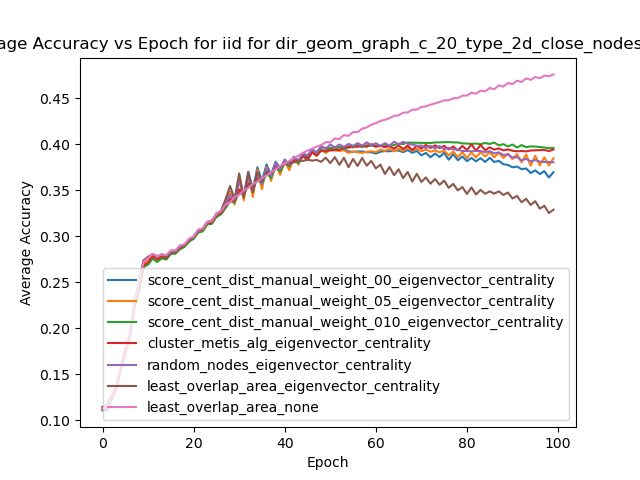 age Accuracy vs Epoch for iid for dir_geom_graph_c_20_type_2d_close_nodes
Average Accuracy
0.45
0.40
0.35
0.30
0.25
0.20
0.15
0.10
score_cent_dist_manual_weight_00_eigenvector_centrality
score_cent_dist_manual_weight_05_eigenvector_centrality
score_cent_dist_manual_weight_010_eigenvector_centrality
cluster_metis_alg_eigenvector_centrality
random_nodes_eigenvector_centrality
least_overlap_area_eigenvector_centrality
least_overlap_area_none
0 20 40 60 80 100
Epoch